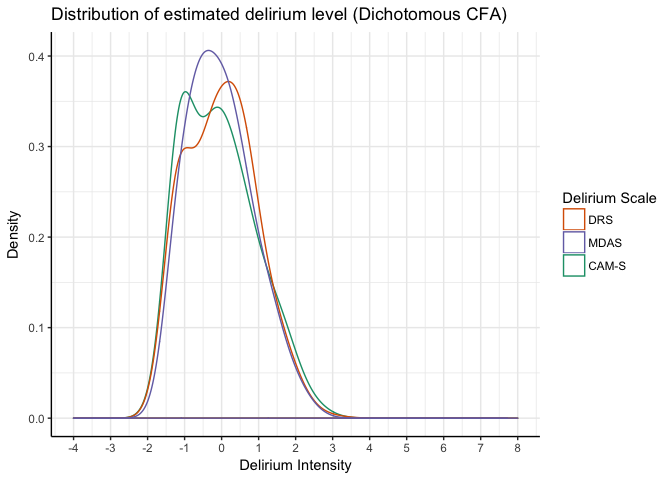 Distribution of estimated delirium level (Dichotomous CFA)
0.4
0.3
0.2
0.1
0.0
Density
-4 -3 -2 -1 0 1 2 3 4 5 6 7 8
Delirium Intensity
Delirium Scale
DRS
MDAS
CAM-S